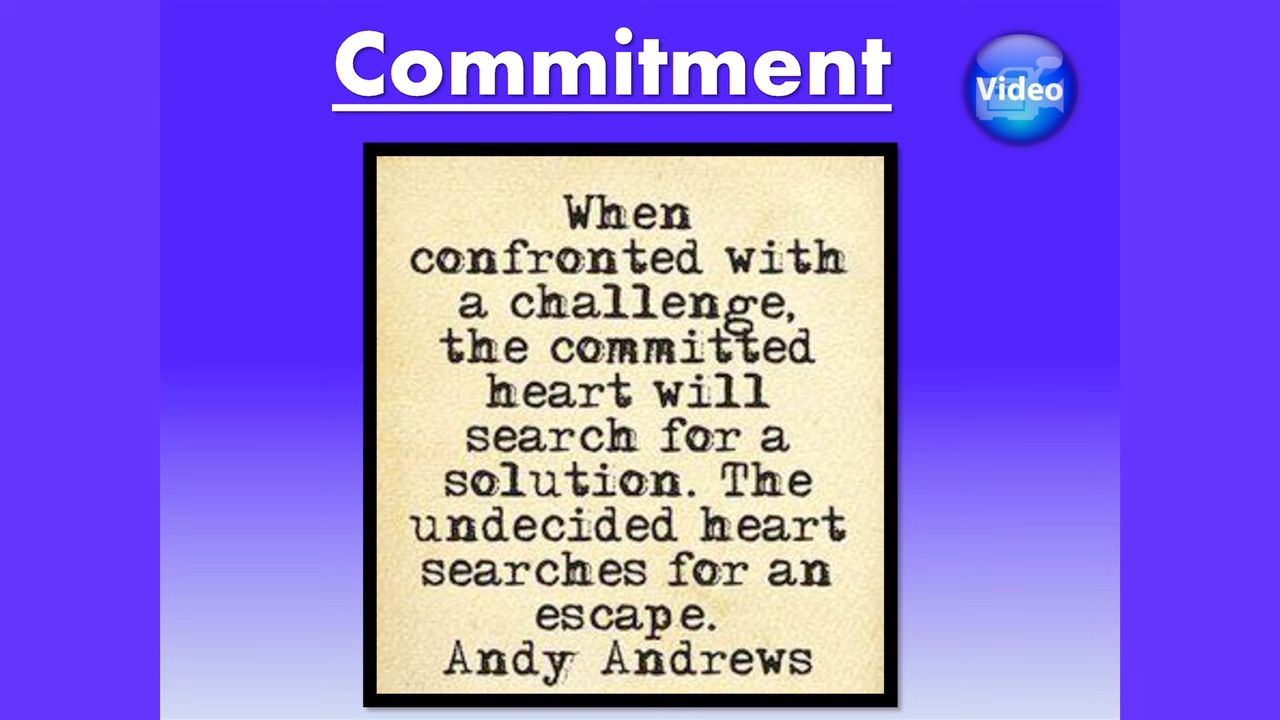 Commitment
Video
When
confronted with
a challenge,
the committed
heart will
search for a
solution. The
undecided heart
searches for an
escape.
Andy Andrews